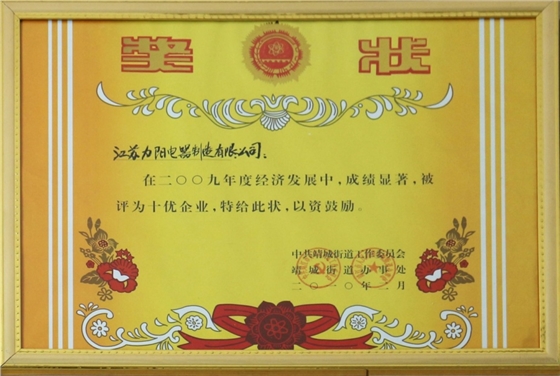 奖状
江苏力阳电器制造有限公司：
在二〇〇九年度经济发展中，成绩显著，被
评为十优企业，特给此状，以资鼓励。
中共靖城街道工作委员会
靖城街道办事处
二〇一〇年二月